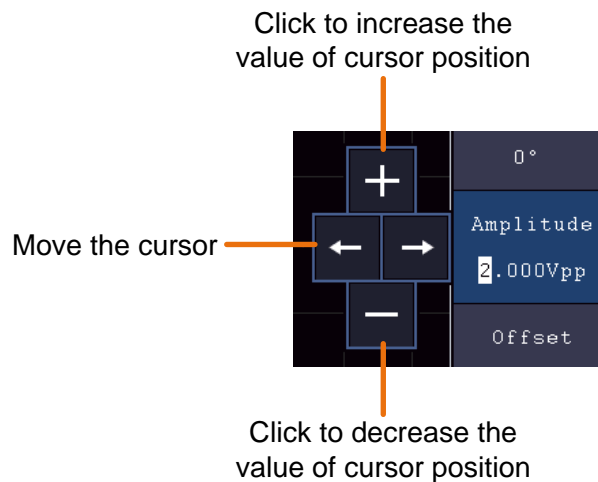 Click to increase the
value of cursor position
0°
Amplitude
Move the cursor
2.000Vpp
Offset
Click to decrease the
value of cursor position